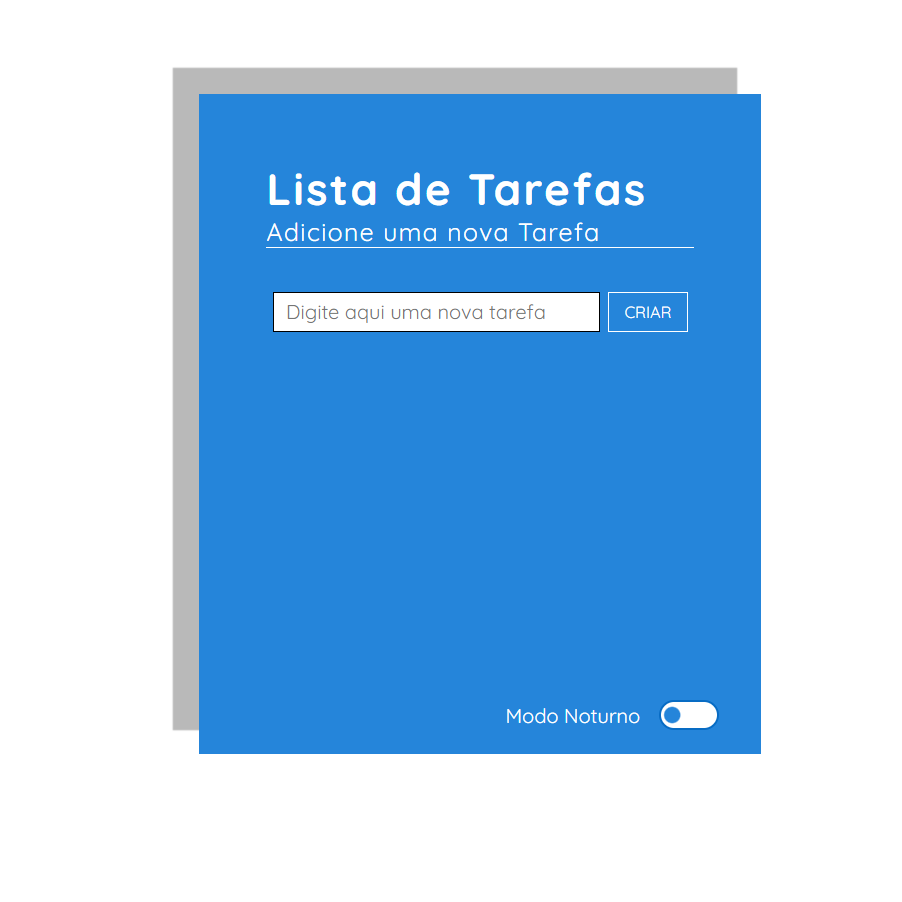 Lista de Tarefas
Adicione uma nova Tarefa
Digite aqui uma nova tarefa
CRIAR
Modo Noturno